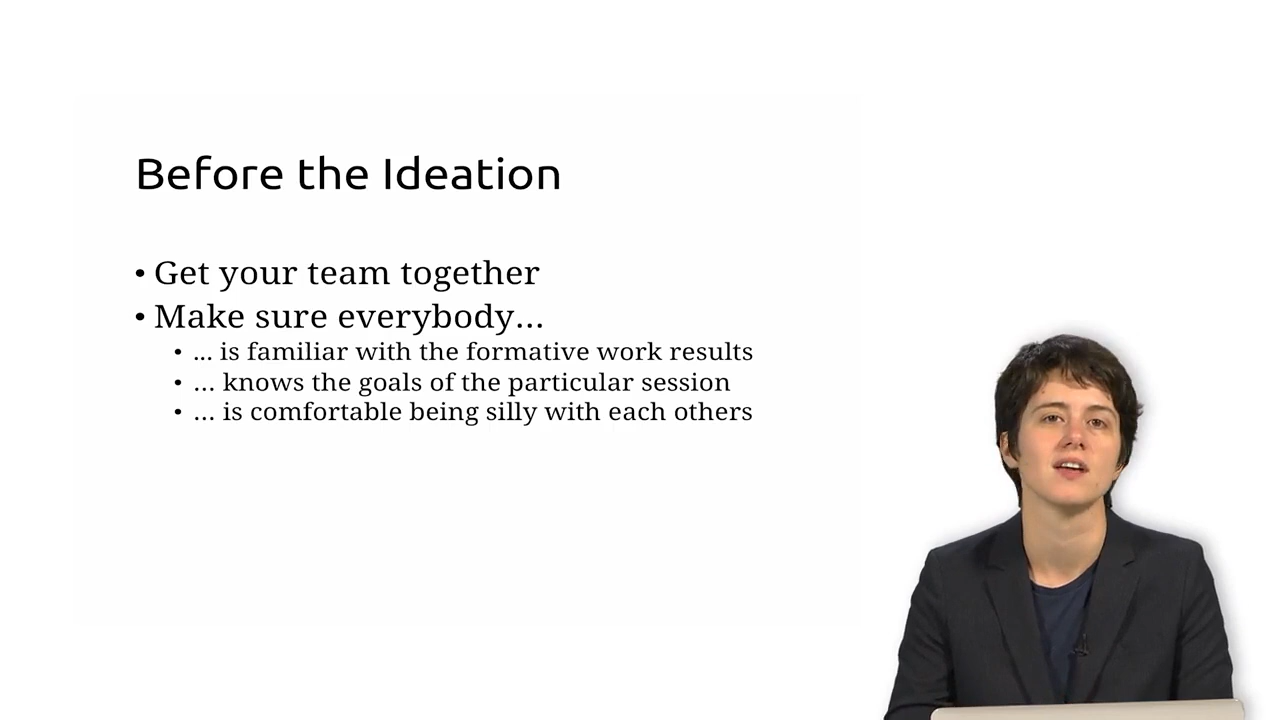 Before the Ideation
• Get your team together
• Make sure everybody…
• ... is familiar with the formative work results
• … knows the goals of the particular session
• … is comfortable being silly with each others